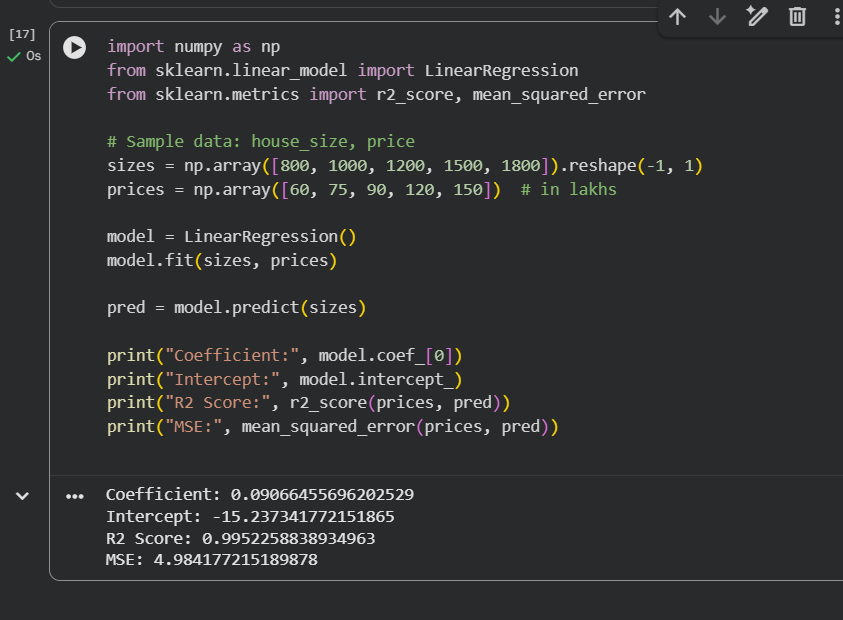 [17]
0s
import numpy as np
from sklearn.linear_model import LinearRegression
from sklearn.metrics import r2_score, mean_squared_error
# Sample data: house_size, price
sizes = np.array([800, 1000, 1200, 1500, 1800]).reshape(-1, 1)
prices = np.array([60, 75, 90, 120, 150])  # in lakhs
model = LinearRegression()
model.fit(sizes, prices)
pred = model.predict(sizes)
print("Coefficient:", model.coef_[0])
print("Intercept:", model.intercept_)
print("R2 Score:", r2_score(prices, pred))
print("MSE:", mean_squared_error(prices, pred))
Coefficient: 0.09066455696202529
Intercept: -15.237341772151865
R2 Score: 0.9952258838934963
MSE: 4.984177215189878